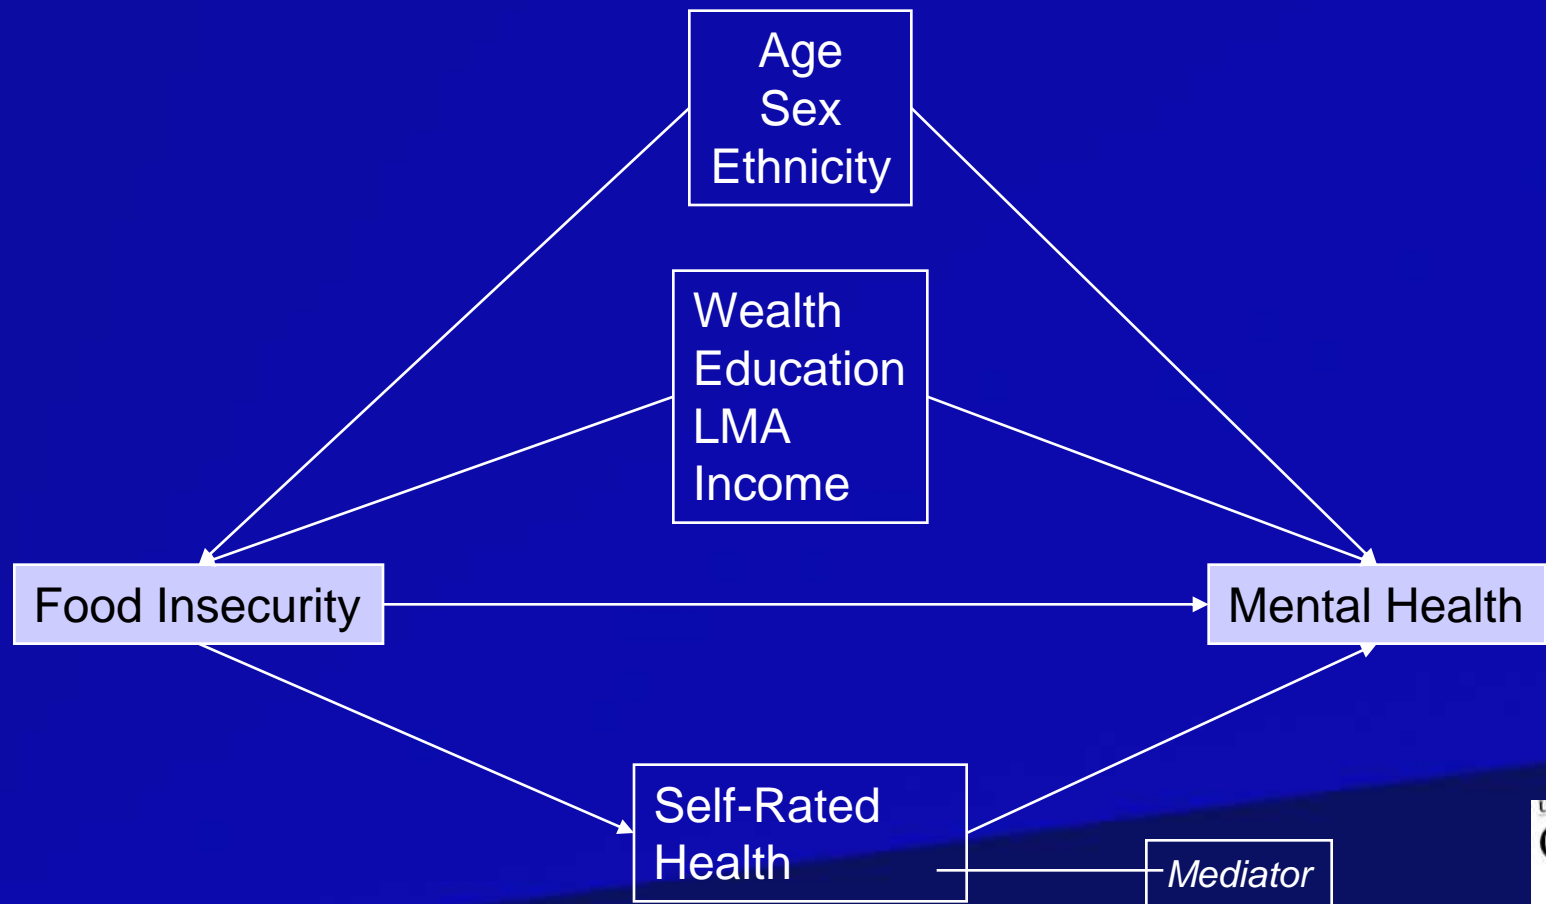 Age
Sex
Ethnicity
Wealth
Education
LMA
Income
Food Insecurity
Mental Health
Self-Rated
Health
Mediator